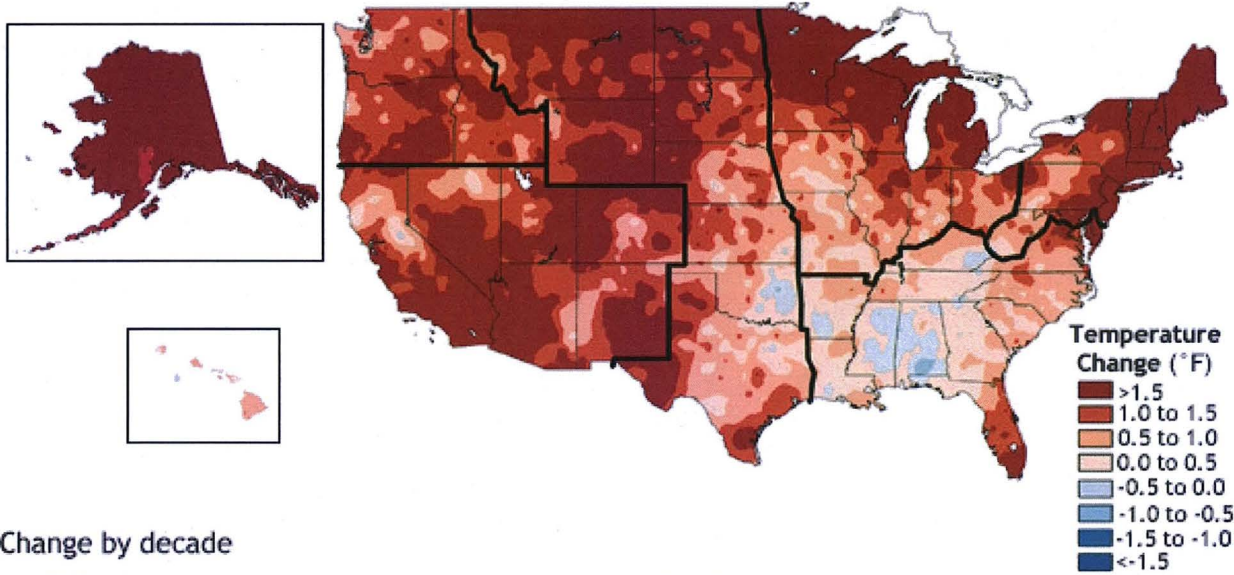 Temperature
Change (°F)
>1.5
1.0 to 1.5
0.5 to 1.0
0.0 to 0.5
-0.5 to 0.0
-1.0 to -0.5
-1.5 to -1.0
<-1.5
Change by decade